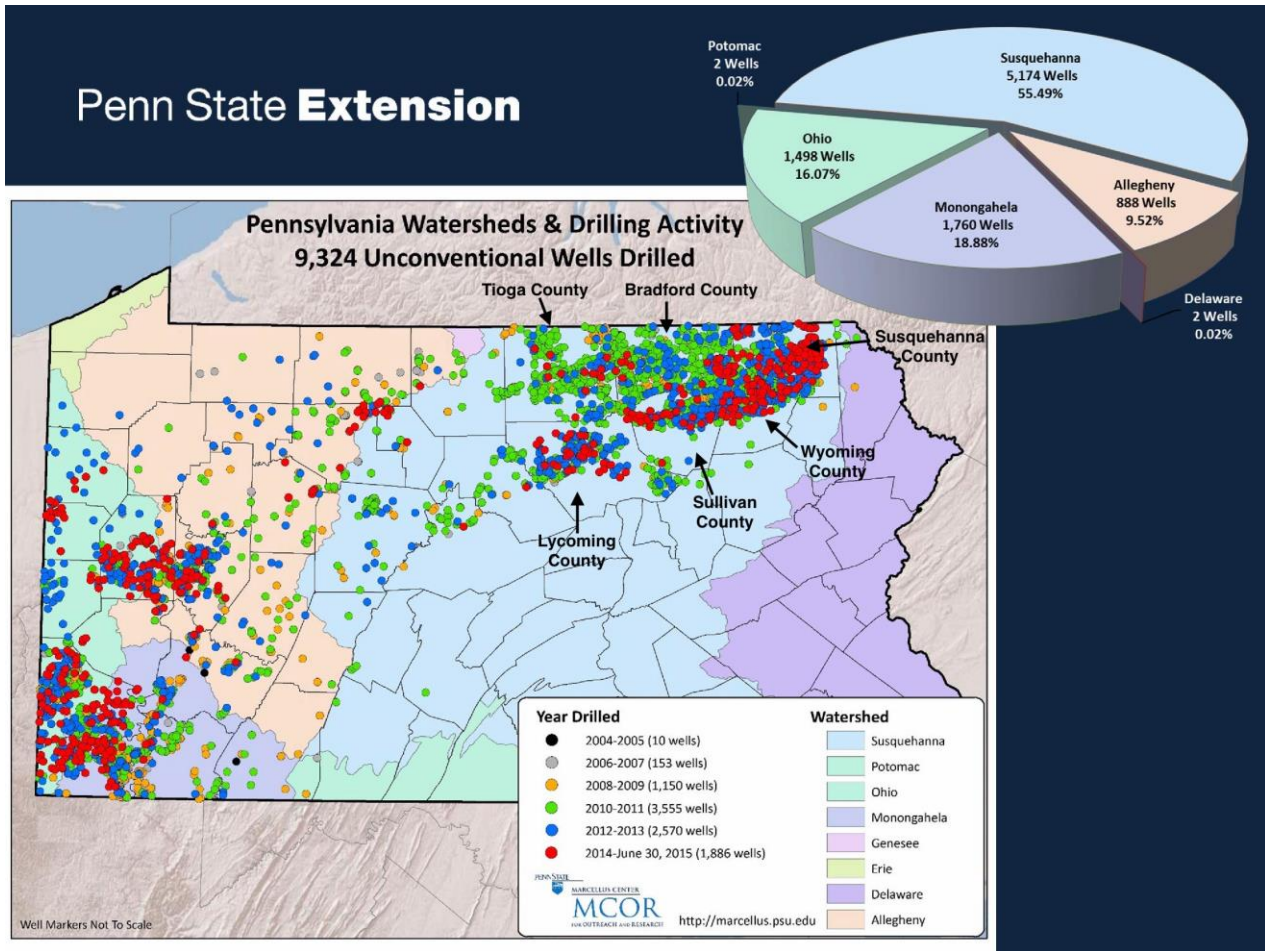 Penn State Extension
Potomac
2 Wells
0.02%
Susquehanna
5,174 Wells
55.49%
Ohio
1,498 Wells
16.07%
Allegheny
888 Wells
9.52%
Monongahela
1,760 Wells
18.88%
Delaware
2 Wells
0.02%
Pennsylvania Watersheds & Drilling Activity
9,324 Unconventional Wells Drilled
Tioga County
Bradford County
Susquehanna
County
Wyoming
County
Sullivan
County
Lycoming
County
Year Drilled
2004-2005 (10 wells)
2006-2007 (153 wells)
2008-2009 (1,150 wells)
2010-2011 (3,555 wells)
2012-2013 (2,570 wells)
2014-June 30, 2015 (1,886 wells)
Watershed
Susquehanna
Potomac
Ohio
Monongahela
Genesee
Erie
Delaware
Allegheny
PENNSTATE
MARCELLUS CENTER
MCOR
FOR OUTREACH AND RESEARCH
http://marcellus.psu.edu
Well Markers Not To Scale